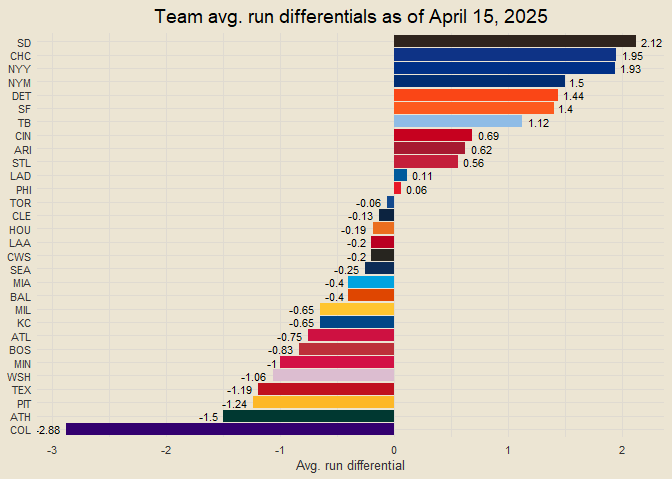 Team avg. run differentials as of April 15, 2025
SD 2.12
CHC 1.95
NYY 1.93
NYM 1.5
DET 1.44
SF 1.4
TB 1.12
CIN 0.69
ARI 0.62
STL 0.56
LAD 0.11
PHI 0.06
TOR -0.06
CLE -0.13
HOU -0.19
LAA -0.2
CWS -0.2
SEA -0.25
MIA -0.4
BAL -0.4
MIL -0.65
KC -0.65
ATL -0.75
BOS -0.83
MIN -1
WSH -1.06
TEX -1.19
PIT -1.24
ATH -1.5
COL -2.88
-3 -2 -1 0 1 2
Avg. run differential